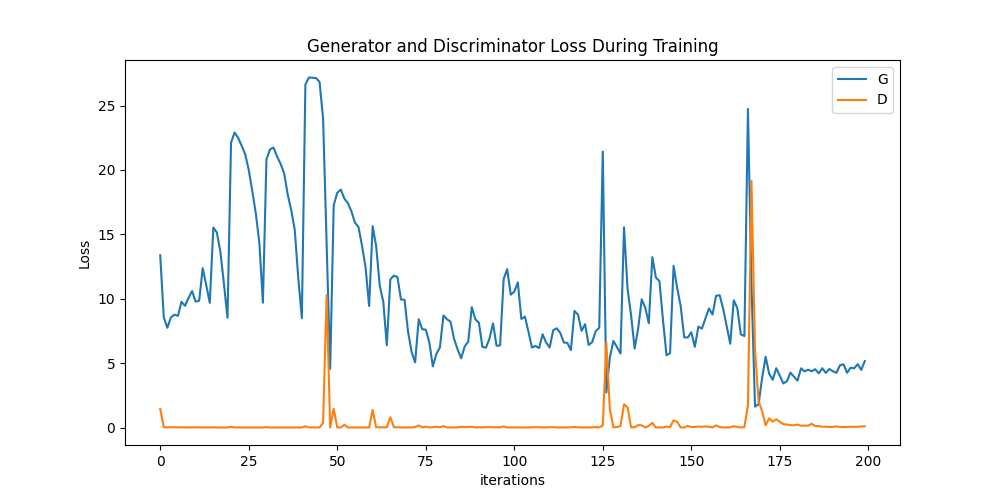 Generator and Discriminator Loss During Training
G
D
Loss
25
20
15
10
5
0
0 25 50 75 100 125 150 175 200
iterations